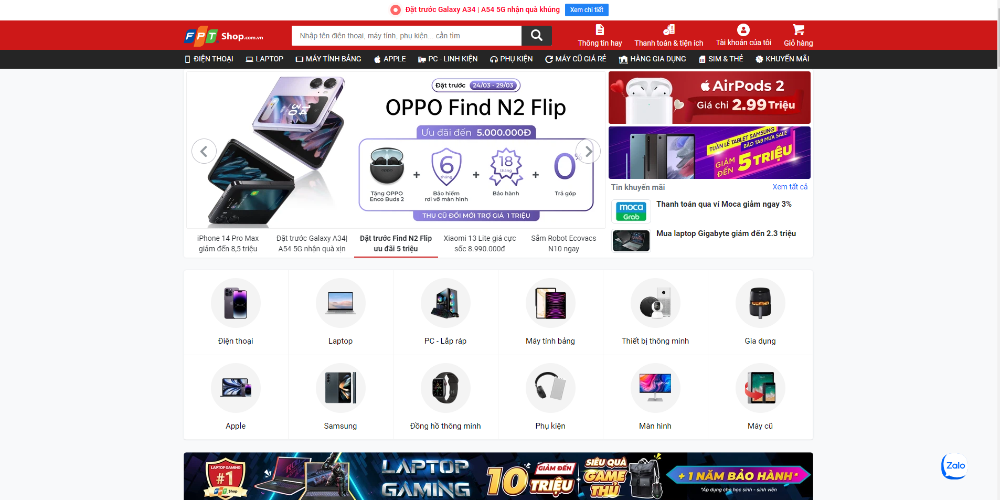 Đặt trước Galaxy A34 | A54 5G nhận quà khủng Xem chi tiết
FPT Shop.com.vn
Nhập tên điện thoại, máy tính, phụ kiện... cần tìm
Thông tin hay
Thanh toán & tiện ích
Tài khoản của tôi
Giỏ hàng
ĐIỆN THOẠI LAPTOP MÁY TÍNH BẢNG APPLE PC - LINH KIỆN PHỤ KIỆN MÁY CŨ GIÁ RẺ HÀNG GIA DỤNG SIM & THẺ KHUYẾN MÃI
Đặt trước 24/03 - 29/03
OPPO Find N2 Flip
Ưu đãi đến 5.000.000Đ
oppo
+
6
tháng
+
18
tháng
+
0%
Tặng OPPO
Enco Buds 2
Bảo hiểm
rơi vỡ màn hình
Bảo hành
Trả góp
THU CŨ ĐỔI MỚI TRỢ GIÁ 1 TRIỆU
AirPods 2
Giá chỉ 2.99 Triệu
TUẦN LỄ TABLET SAMSUNG
BÃO TAB MƯA SALE
GIẢM
ĐẾN 5 TRIỆU
Tin khuyến mãi Xem tất cả
moca
Grab
Thanh toán qua ví Moca giảm ngay 3%
Mua laptop Gigabyte giảm đến 2.3 triệu
iPhone 14 Pro Max
giảm đến 8,5 triệu
Đặt trước Galaxy A34|
A54 5G nhận quà xịn
Đặt trước Find N2 Flip
ưu đãi 5 triệu
Xiaomi 13 Lite giá cực
sốc 8.990.000đ
Sắm Robot Ecovacs
N10 ngay
Điện thoại
Laptop
PC - Lắp ráp
Máy tính bảng
Thiết bị thông minh
Gia dụng
Apple
Samsung
Đồng hồ thông minh
Phụ kiện
Màn hình
Máy cũ
LAPTOP GAMING
#1
FPT Shop
LAPTOP
GAMING
10 GIẢM ĐẾN
TRIỆU
+
SIÊU QUÀ
GAME
THỦ
+ 1 NĂM BẢO HÀNH*
*Áp dụng cho học sinh - sinh viên
Zalo